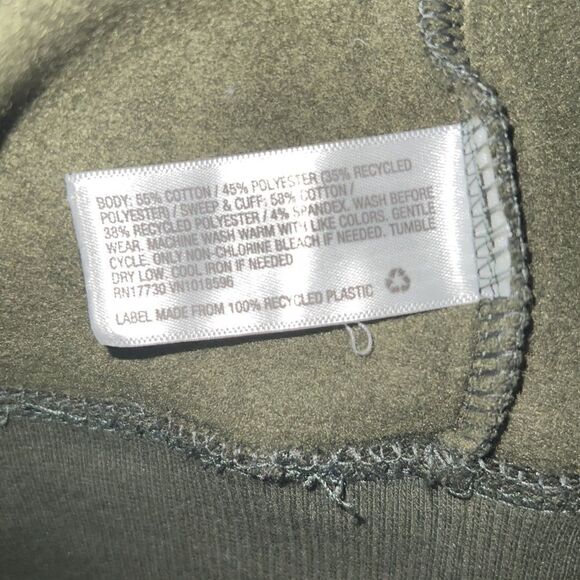 BODY: 55% COTTON / 45% POLYESTER (35% RECYCLED
POLYESTER) / SWEEP & CUFF: 58% COTTON /
38% RECYCLED POLYESTER / 4% SPANDEX. WASH BEFORE
WEAR. MACHINE WASH WARM WITH LIKE COLORS. GENTLE
CYCLE. ONLY NON-CHLORINE BLEACH IF NEEDED. TUMBLE
DRY LOW. COOL IRON IF NEEDED
RN17730 VN1018596
LABEL MADE FROM 100% RECYCLED PLASTIC